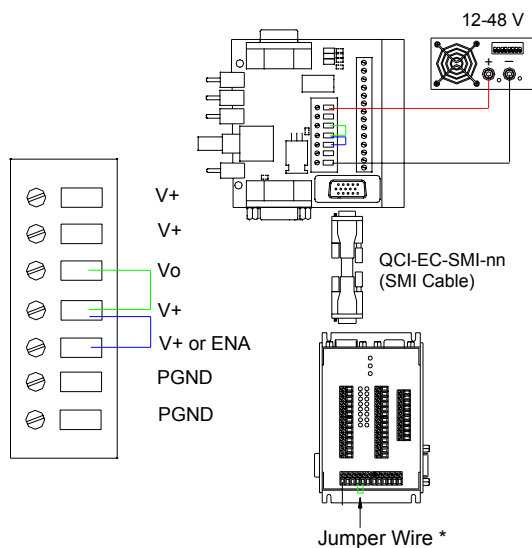 12-48 V
+ −
V+
V+
Vo
V+
V+ or ENA
PGND
PGND
QCI-EC-SMI-nn
(SMI Cable)
Jumper Wire *